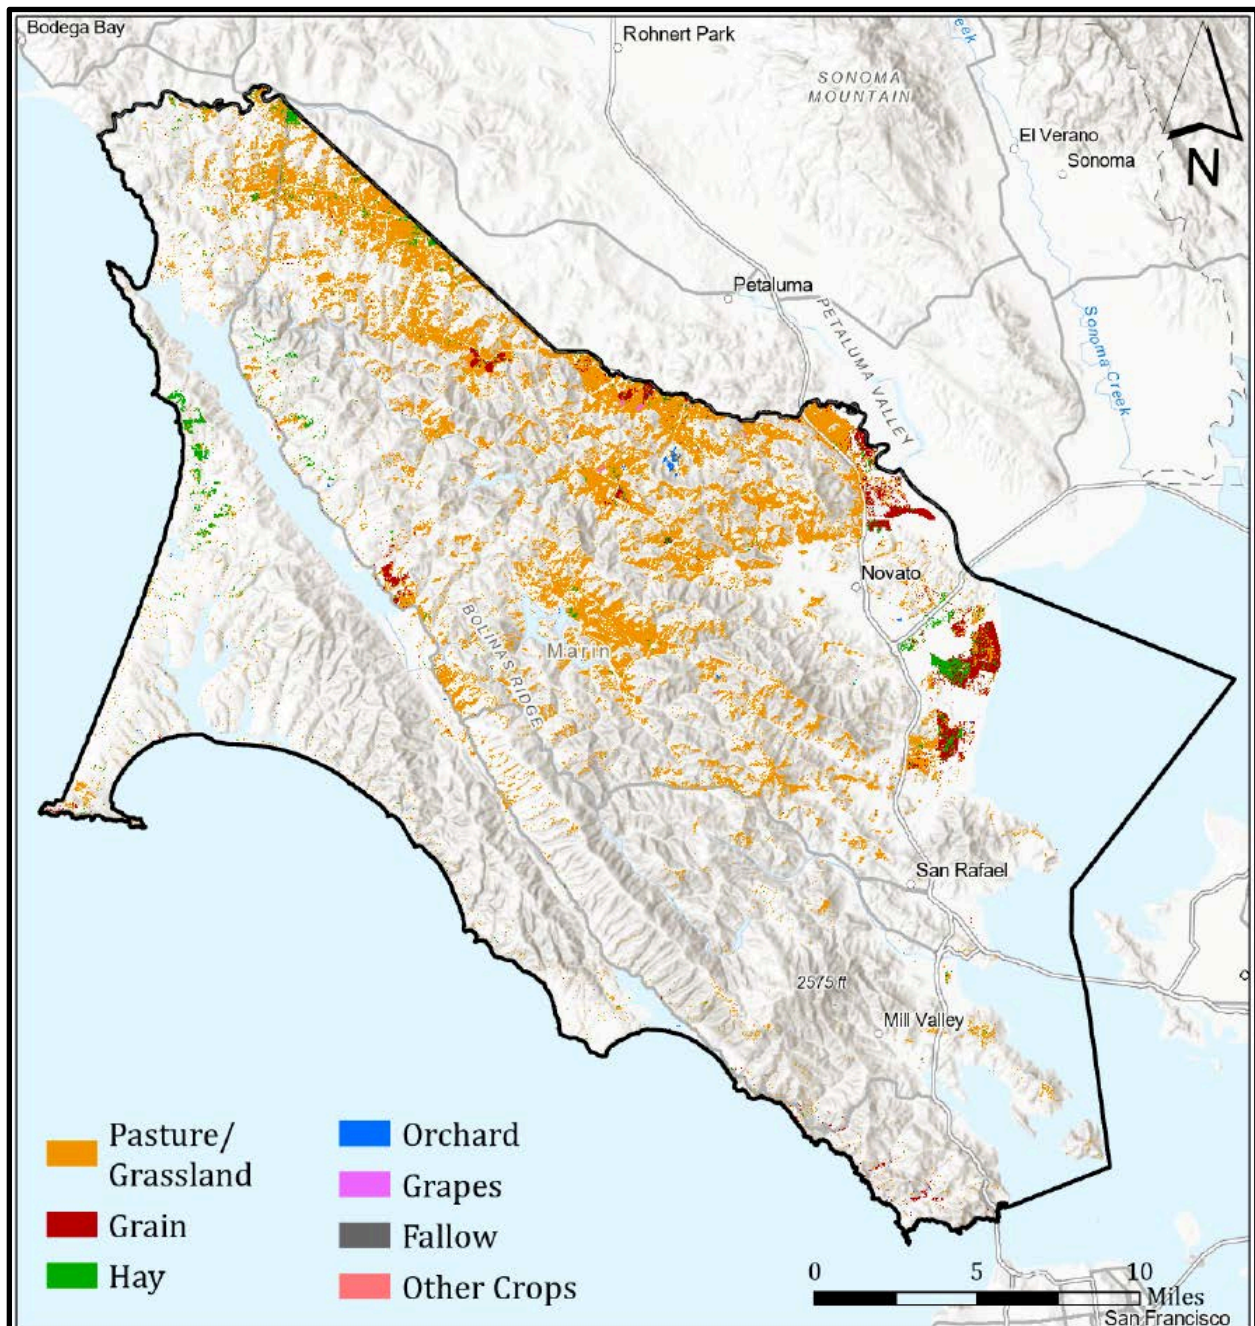 Bodega Bay
Rohnert Park
eek
SONOMA
MOUNTAIN
El Verano
Sonoma
N
Petaluma
PETALUMA VALLEY
Sonoma Creek
Novato
BOLINAS RIDGE
Marin
San Rafael
2575 ft
Mill Valley
Pasture/
Grassland
Grain
Hay
Orchard
Grapes
Fallow
Other Crops
0 5 10
Miles
San Francisco